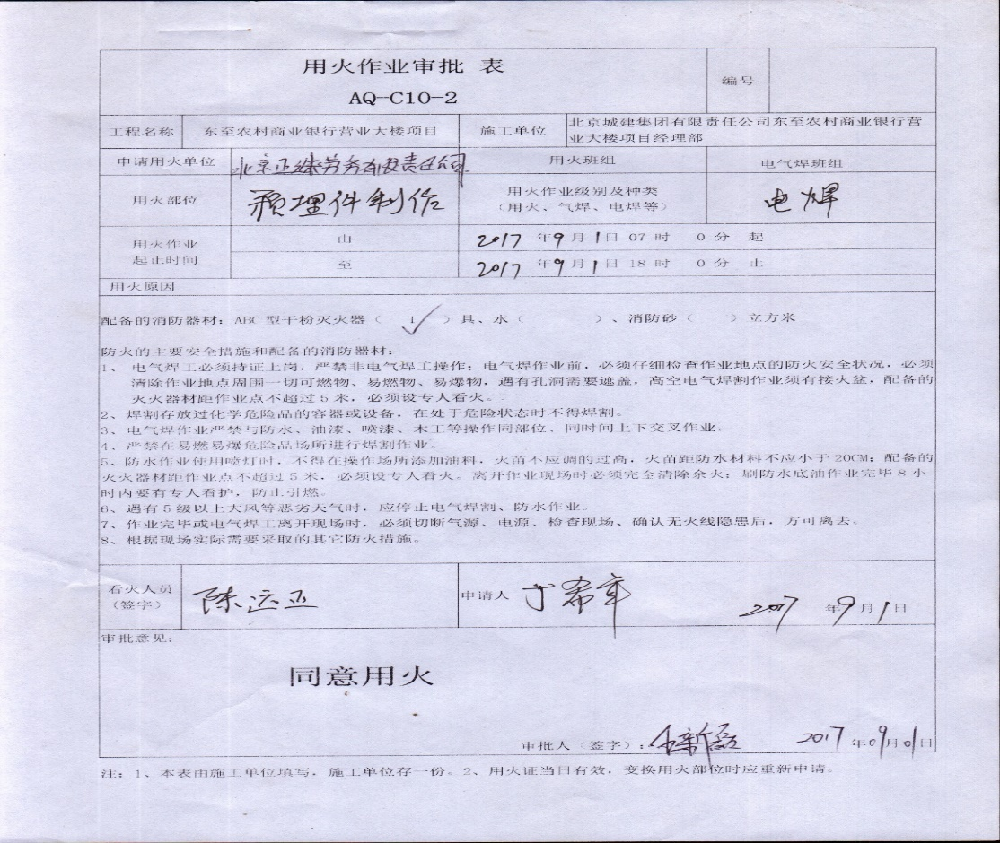 用火作业审批 表
AQ-C10-2
编号
工程名称 东至农村商业银行营业大楼项目 施工单位 北京城建集团有限责任公司东至农村商业银行营
业大楼项目经理部
申请用火单位 北京正 劳务有限责任公司 用火班组 电气焊班组
用火部位 预埋件制作 用火作业级别及种类
（用火、气焊、电焊等） 电焊
用火作业
起止时间
由 2017 年 9 月 1 日 07 时 0 分 起
至 2017 年 9 月 1 日 18 时 0 分 止
用火原因
配备的消防器材：ABC 型干粉灭火器（ 1√ ）具、水（ ）、消防砂（ ）立方米
防火的主要安全措施和配备的消防器材：
1、 电气焊工必须持证上岗，严禁非电气焊工操作；电气焊作业前，必须仔细检查作业地点的防火安全状况，必须
清除作业地点周围一切可燃物、易燃物、易爆物，遇有孔洞需要遮盖，高空电气焊割作业须有接火盆，配备的
灭火器材距作业点不超过 5 米，必须设专人看火。
2、焊割存放过化学危险品的容器或设备，在处于危险状态时不得焊割。
3、电气焊作业严禁与防水、油漆、喷漆、木工等操作同部位、同时间上下交叉作业。
4、严禁在易燃易爆危险品场所进行焊割作业。
5、防水作业使用喷灯时，不得在操作场所添加油料，火苗不应调的过高，火苗距防水材料不应小于 20CM；配备的
灭火器材距作业点不超过 5 米，必须设专人看火。离开作业现场时必须完全清除余火；刷防水底油作业完毕 8 小
时内要有专人看护，防止引燃。
6、遇有 5 级以上大风等恶劣天气时，应停止电气焊割、防水作业。
7、作业完毕或电气焊工离开现场时，必须切断气源、电源、检查现场、确认无火线隐患后，方可离去。
8、根据现场实际需要采取的其它防火措施。
看火人员
（签字） 陈远正 申请人 丁希章 2017 年 9 月 1 日
审批意见：
同意用火
审批人（签字）： 新磊 2017 年 09 月 01 日
注：1、本表由施工单位填写，施工单位存一份。2、用火证当日有效，变换用火部位时应重新申请。